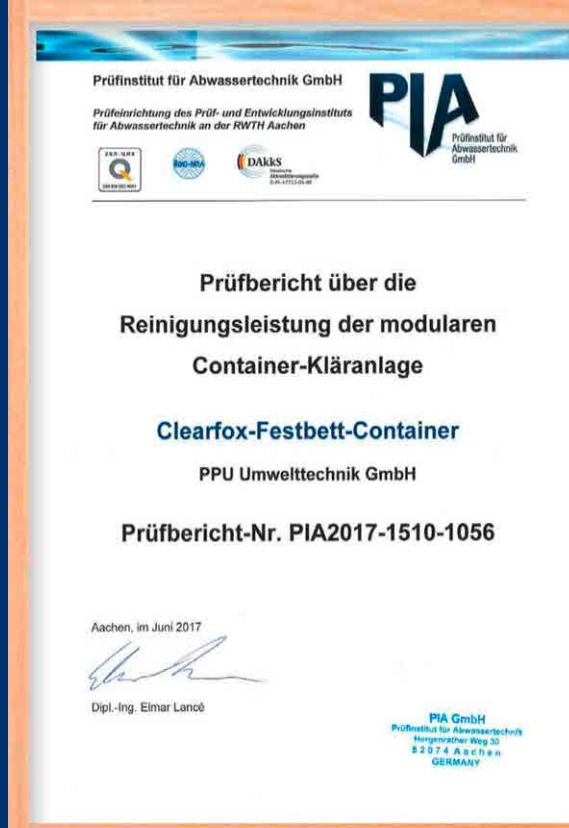 Prüfinstitut für Abwassertechnik GmbH
Prüfeinrichtung des Prüf- und Entwicklungsinstituts
für Abwassertechnik an der RWTH Aachen
PIA
Prüfinstitut für
Abwassertechnik
GmbH
DAkkS
Deutsche
Akkreditierungsstelle
Prüfbericht über die
Reinigungsleistung der modularen
Container-Kläranlage
Clearfox-Festbett-Container
PPU Umwelttechnik GmbH
Prüfbericht-Nr. PIA2017-1510-1056
Aachen, im Juni 2017
Dipl.-Ing. Elmar Lancé
PIA GmbH
Prüfinstitut für Abwassertechnik
Hergenrather Weg 30
52074 Aachen
GERMANY